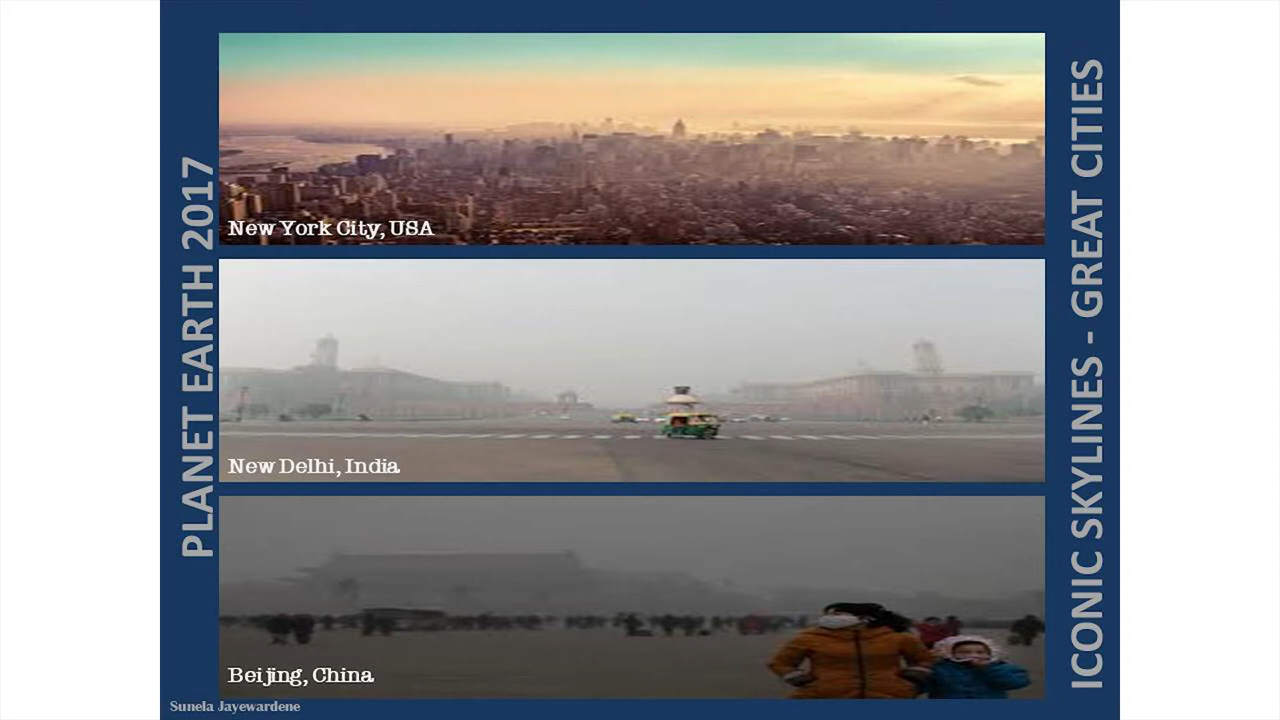 PLANET EARTH 2017
New York City, USA
New Delhi, India
Beijing, China
ICONIC SKYLINES - GREAT CITIES
Sunela Jayewardene